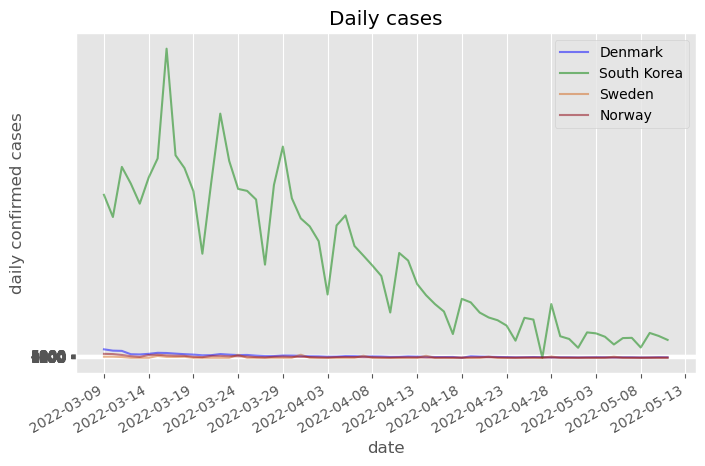 Daily cases
Denmark
South Korea
Sweden
Norway
daily confirmed cases
2022-03-09
2022-03-14
2022-03-19
2022-03-24
2022-03-29
2022-04-03
2022-04-08
2022-04-13
2022-04-18
2022-04-23
2022-04-28
2022-05-03
2022-05-08
2022-05-13
date